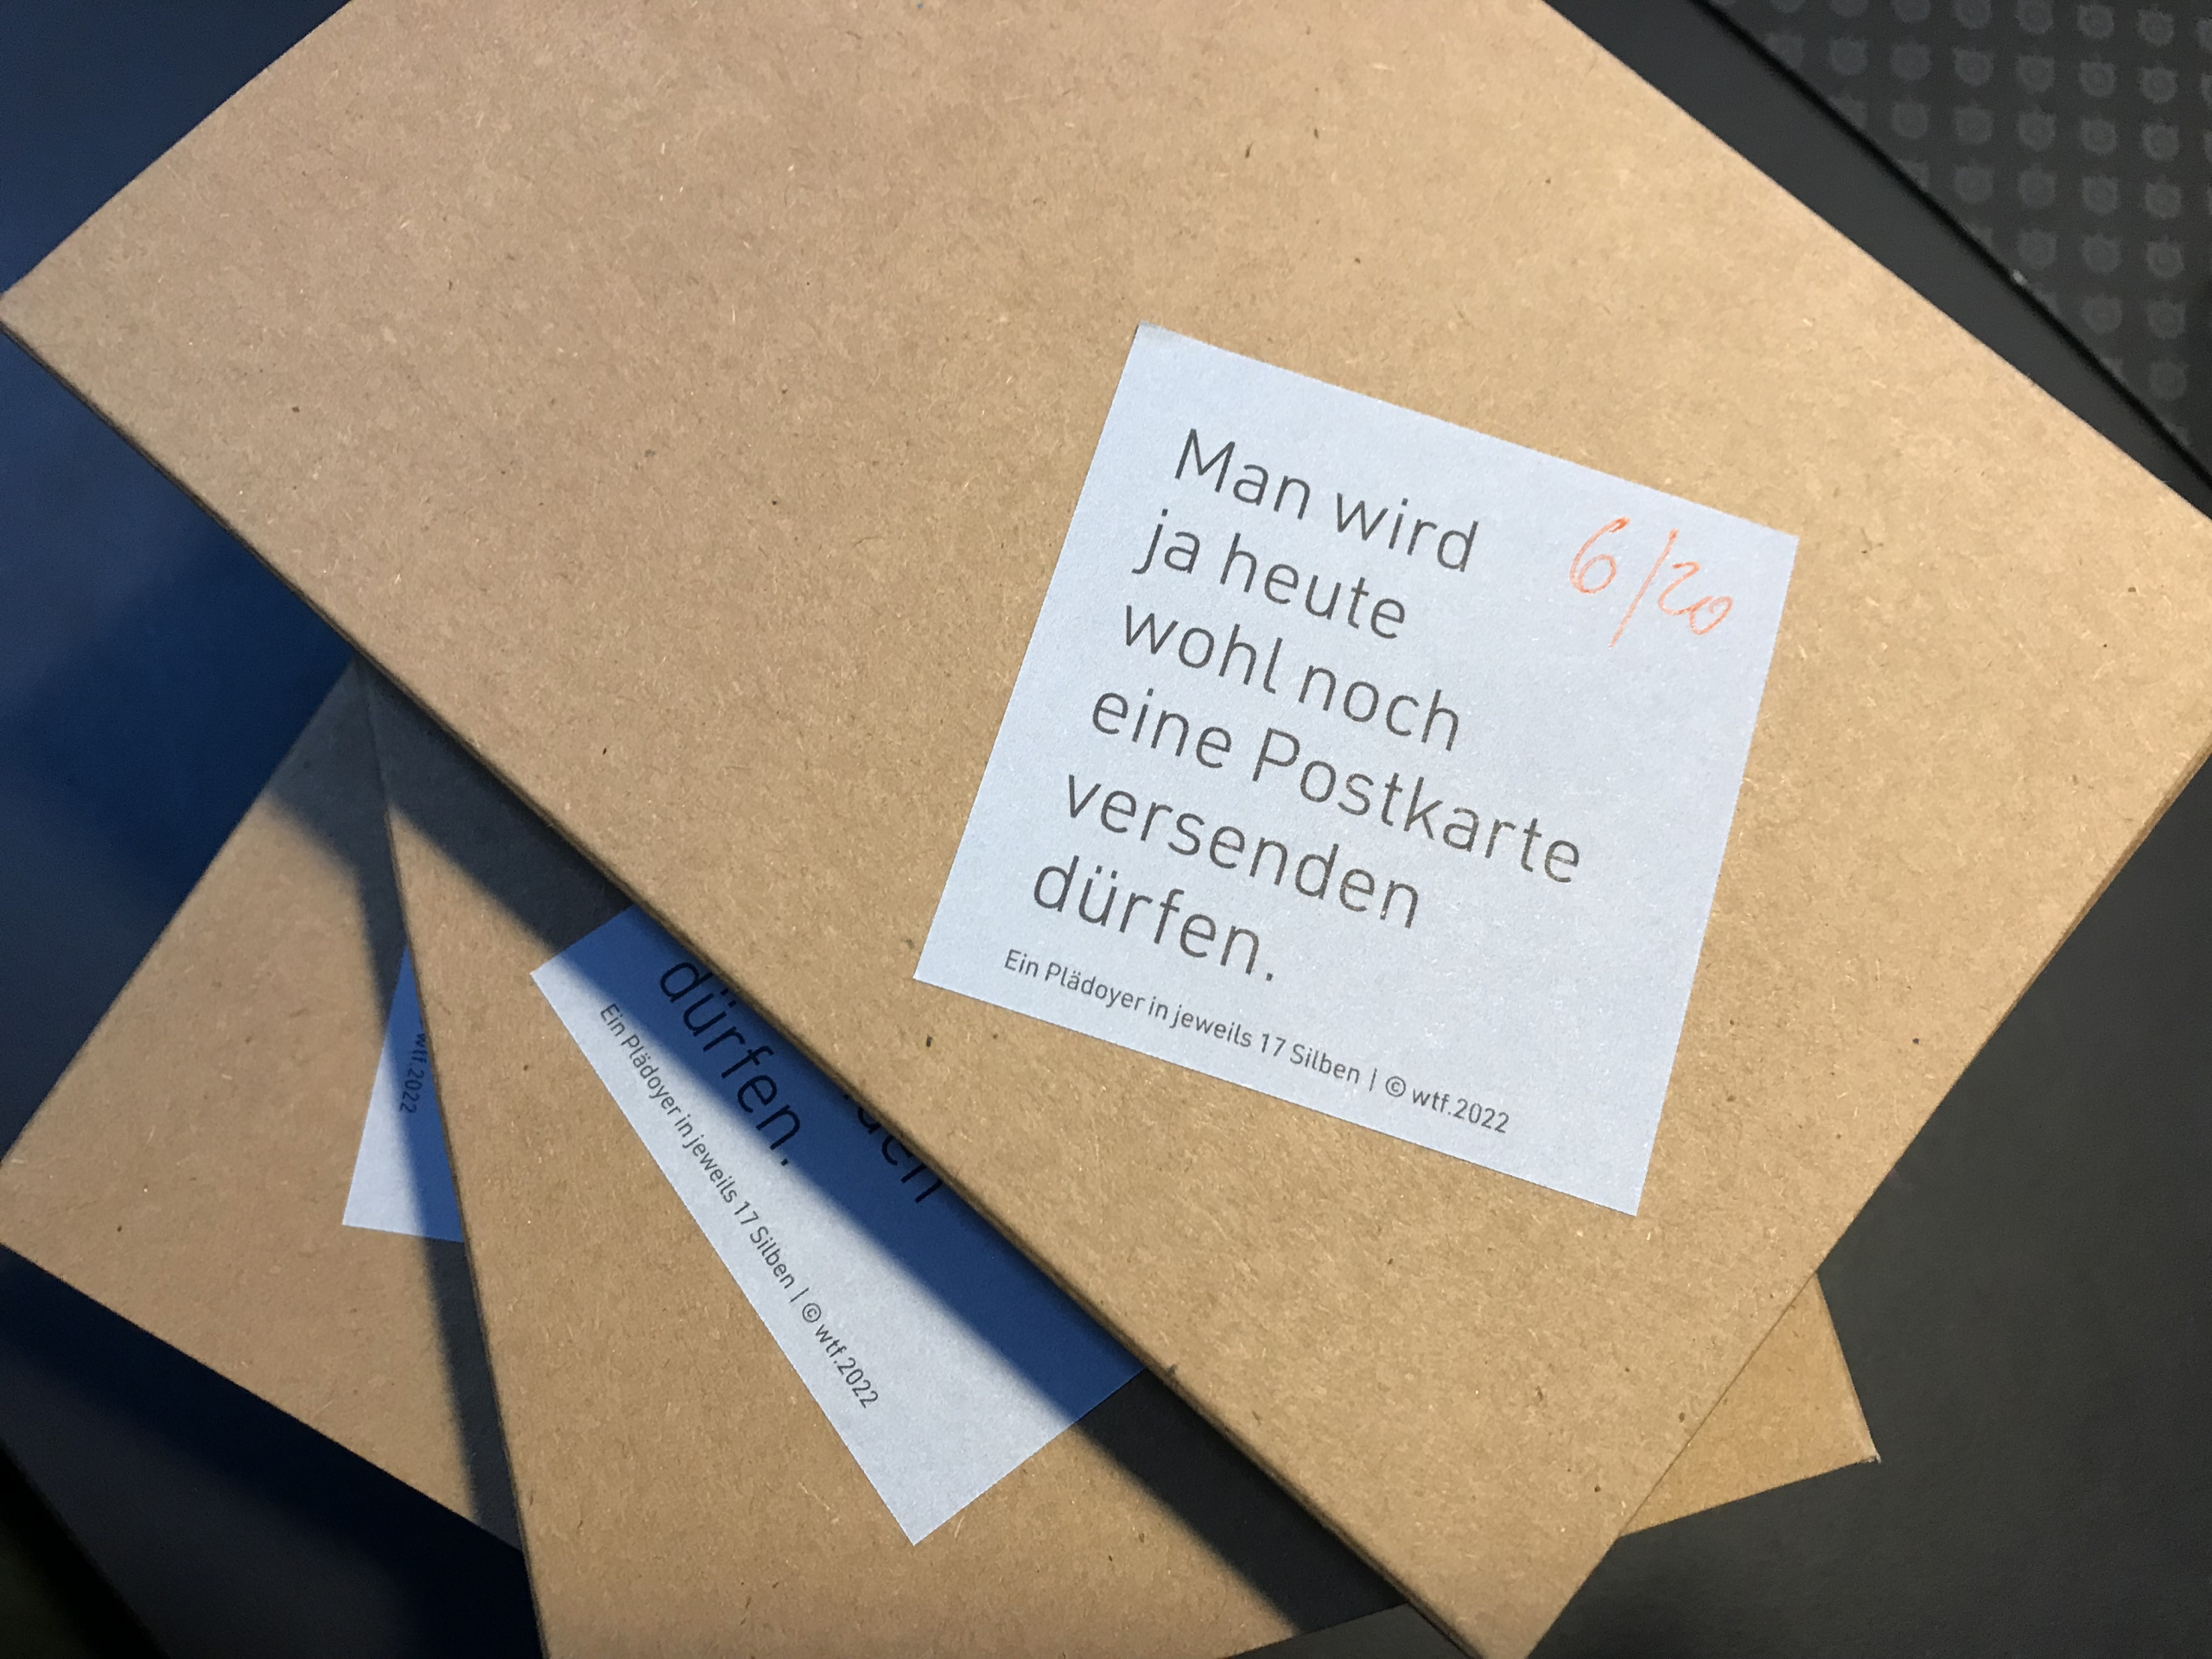 Man wird
ja heute
wohl noch
eine Postkarte
versenden
dürfen.
Ein Plädoyer in jeweils 17 Silben | © wtf.2022
6/20
dürfen.
Ein Plädoyer in jeweils 17 Silben | © wtf.2022
wtf.2022